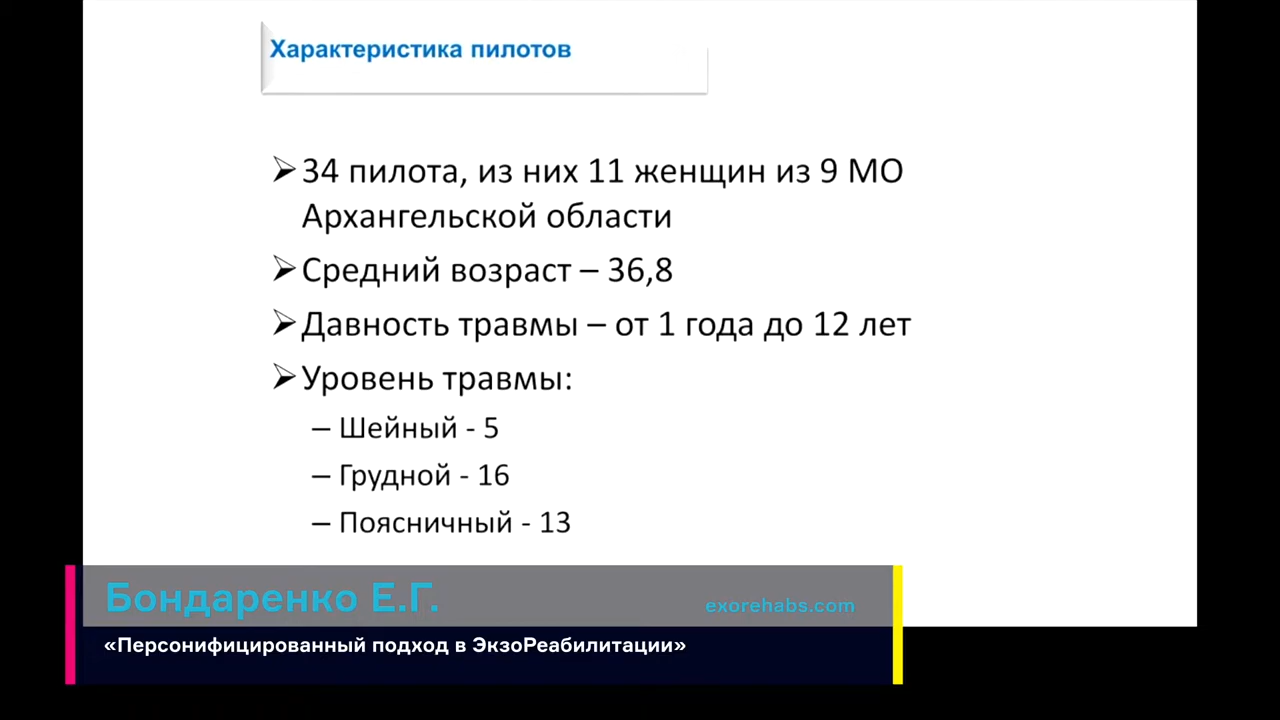 Характеристика пилотов
34 пилота, из них 11 женщин из 9 МО
Архангельской области
Средний возраст – 36,8
Давность травмы – от 1 года до 12 лет
Уровень травмы:
– Шейный - 5
– Грудной - 16
– Поясничный - 13
Бондаренко Е.Г.
exorehabs.com
«Персонифицированный подход в ЭкзоРеабилитации»